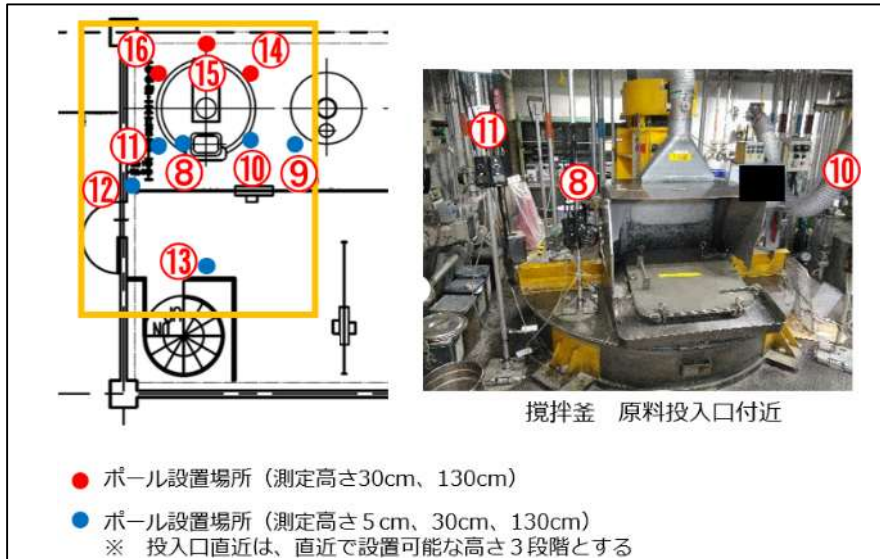 ⑯
⑭
⑮
⑪
⑧
⑩
⑨
⑫
⑬
UP
DN
⑪
⑧
⑩
撹拌釜 原料投入口付近
ポール設置場所（測定高さ30cm、130cm）
ポール設置場所（測定高さ５cm、30cm、130cm）
※ 投入口直近は、直近で設置可能な高さ３段階とする